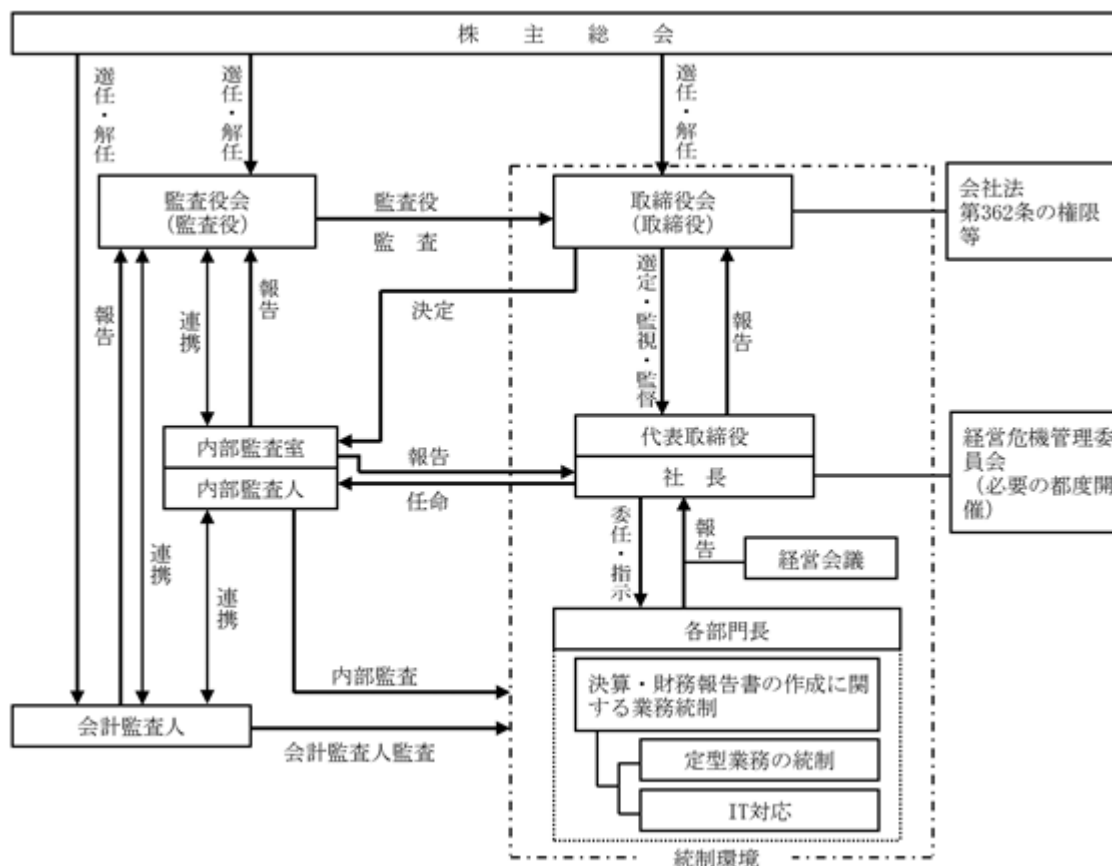 株主総会
選任・解任
選任・解任
選任・解任
監査役会
(監査役)
監査役
監査
取締役会
(取締役)
会社法
第362条の権限
等
報告
連携
報告
決定
選定・監視・監督
報告
内部監査室
内部監査人
報告
任命
代表取締役
社長
経営危機管理委
員会
(必要の都度開
催)
連携
連携
委任・指示
報告
経営会議
各部門長
内部監査
決算・財務報告書の作成に関
する業務統制
会計監査人
会計監査人監査
定型業務の統制
IT対応
統制環境